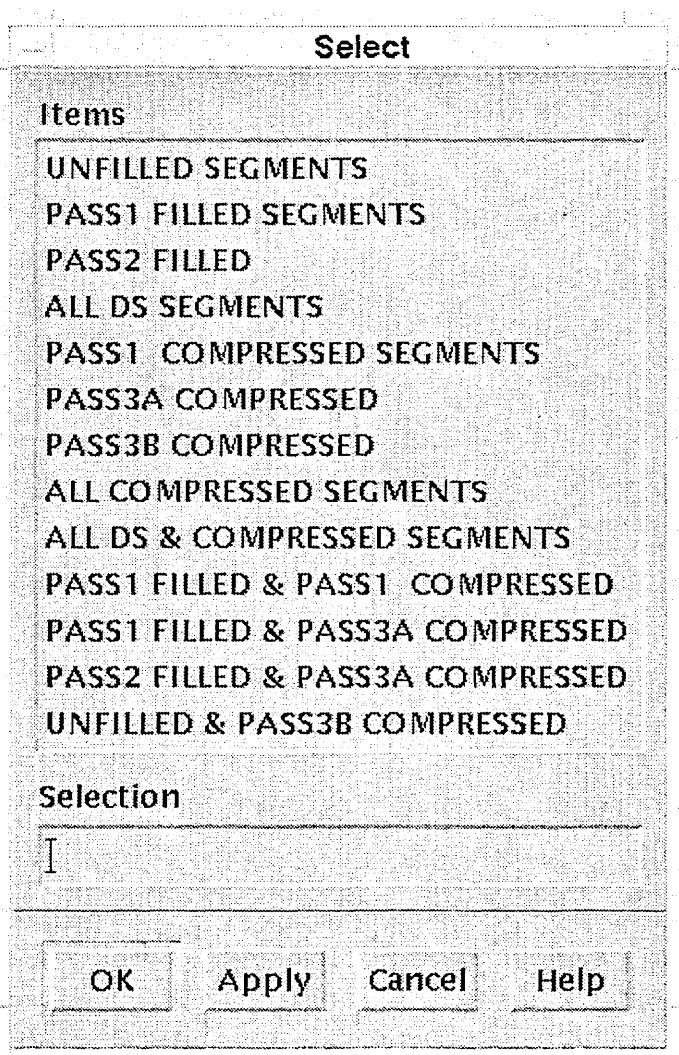 Select
Items
UNFILLED SEGMENTS
PASS1 FILLED SEGMENTS
PASS2 FILLED
ALL DS SEGMENTS
PASS1 COMPRESSED SEGMENTS
PASS3A COMPRESSED
PASS3B COMPRESSED
ALL COMPRESSED SEGMENTS
ALL DS & COMPRESSED SEGMENTS
PASS1 FILLED & PASS1 COMPRESSED
PASS1 FILLED & PASS3A COMPRESSED
PASS2 FILLED & PASS3A COMPRESSED
UNFILLED & PASS3B COMPRESSED
Selection
OK Apply Cancel Help